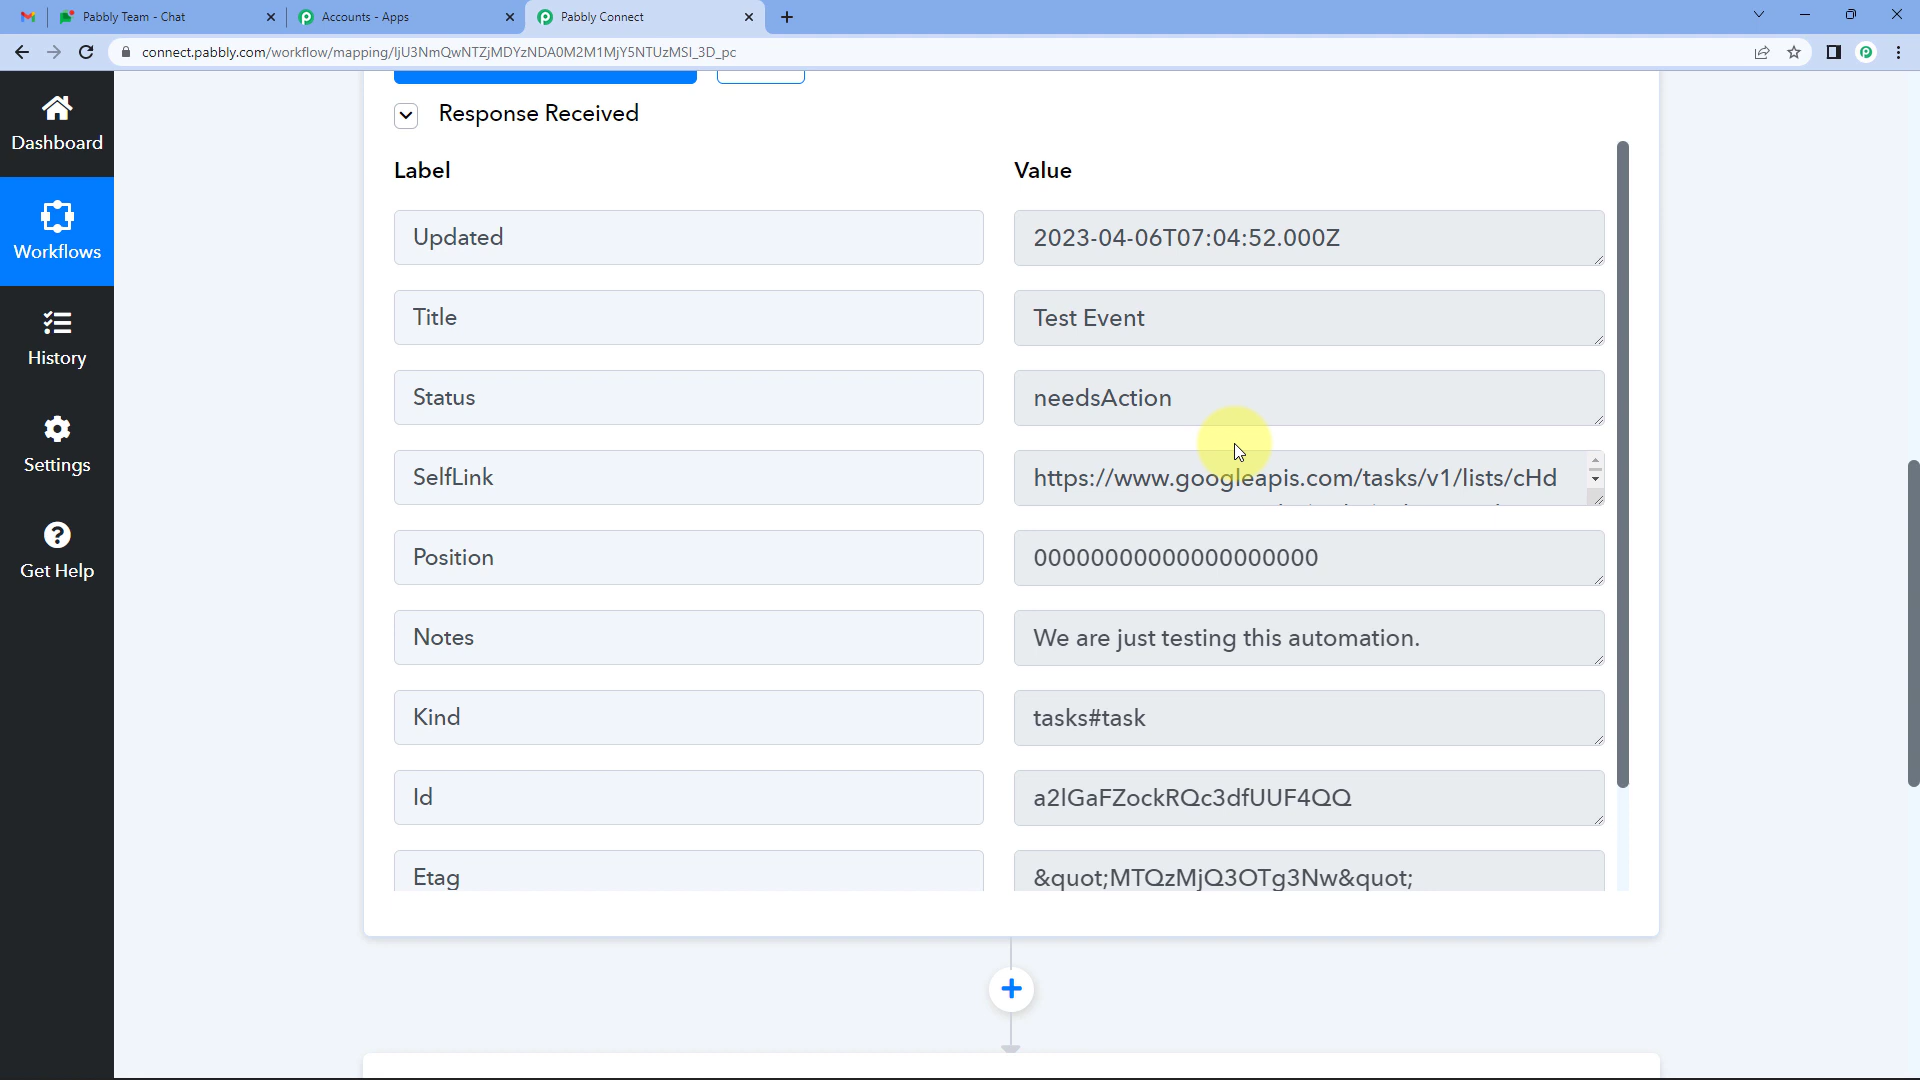 Pabbly Team - Chat
Accounts - Apps
Pabbly Connect
connect.pabbly.com/workflow/mapping/IjU3NmQwNTZjMDYzNDA0M2M1MjY5NTUzMSI_3D_pc
Dashboard
Workflows
History
Settings
Get Help
Response Received
Label
Value
Updated
2023-04-06T07:04:52.000Z
Title
Test Event
Status
needsAction
SelfLink
https://www.googleapis.com/tasks/v1/lists/cHd
Position
00000000000000000000
Notes
We are just testing this automation.
Kind
tasks#task
Id
a2lGaFZockRQc3dfUUF4QQ
Etag
&quot;MTQzMjQ3OTg3Nw&quot;